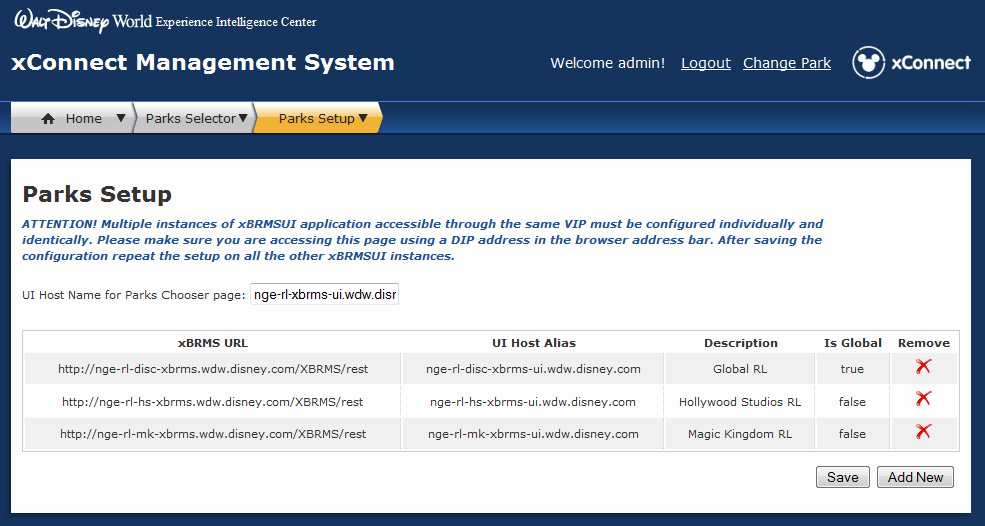 WALT DISNEY World Experience Intelligence Center
xConnect Management System
Welcome admin! Logout Change Park xConnect
Home ▼ Parks Selector ▼ Parks Setup ▼
Parks Setup
ATTENTION! Multiple instances of xBRMSUI application accessible through the same VIP must be configured individually and
identically. Please make sure you are accessing this page using a DIP address in the browser address bar. After saving the
configuration repeat the setup on all the other xBRMSUI instances.
UI Host Name for Parks Chooser page: nge-rl-xbrms-ui.wdw.disr
xBRMS URL UI Host Alias Description Is Global Remove
http://nge-rl-disc-xbrms.wdw.disney.com/XBRMS/rest nge-rl-disc-xbrms-ui.wdw.disney.com Global RL true
http://nge-rl-hs-xbrms.wdw.disney.com/XBRMS/rest nge-rl-hs-xbrms-ui.wdw.disney.com Hollywood Studios RL false
http://nge-rl-mk-xbrms.wdw.disney.com/XBRMS/rest nge-rl-mk-xbrms-ui.wdw.disney.com Magic Kingdom RL false
Save Add New